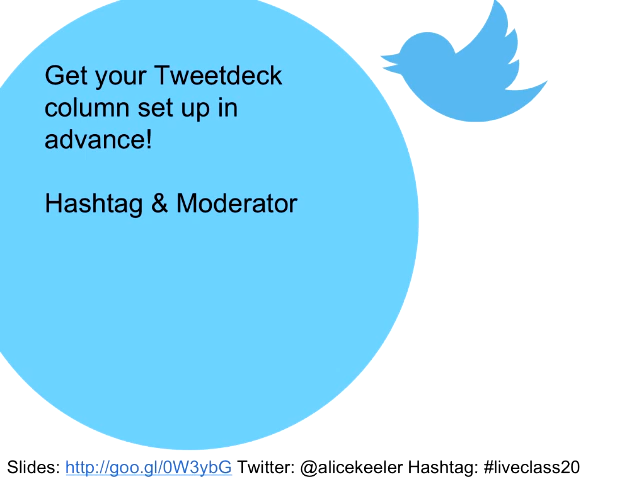 Get your Tweetdeck
column set up in
advance!
Hashtag & Moderator
Slides: http://goo.gl/0W3ybG Twitter: @alicekeeler Hashtag: #liveclass20